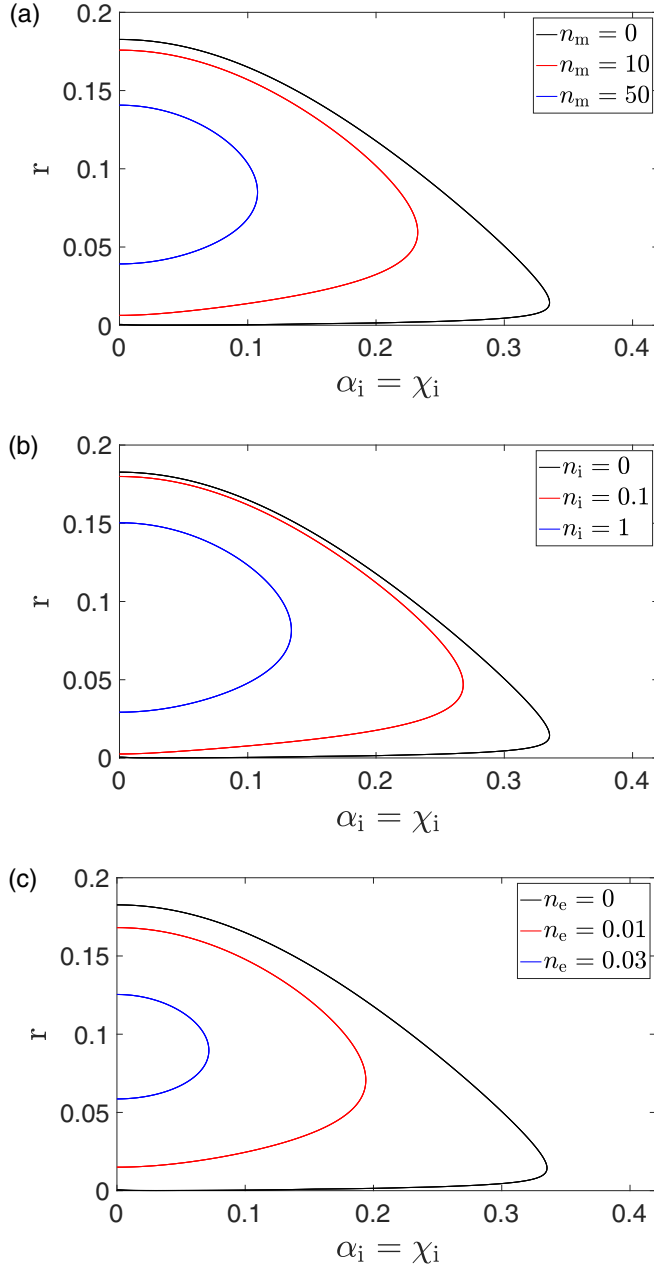 (a)
0.2
n_m = 0
n_m = 10
n_m = 50
0.15
r
0.1
0.05
0
0 0.1 0.2 0.3 0.4
α_i = χ_i
(b)
0.2
n_i = 0
n_i = 0.1
n_i = 1
0.15
r
0.1
0.05
0
0 0.1 0.2 0.3 0.4
α_i = χ_i
(c)
0.2
n_e = 0
n_e = 0.01
n_e = 0.03
0.15
r
0.1
0.05
0
0 0.1 0.2 0.3 0.4
α_i = χ_i